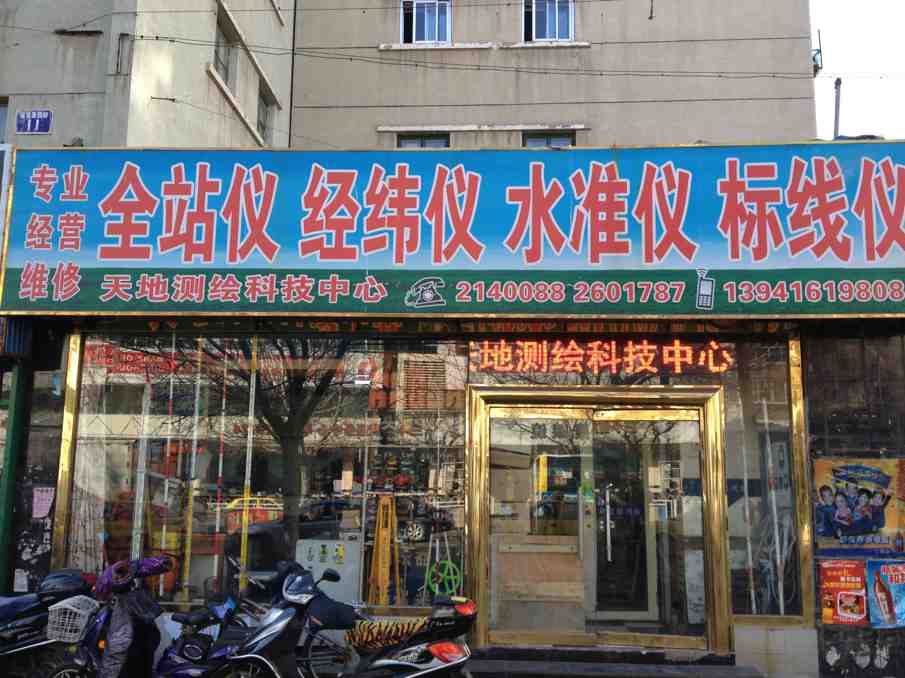 11
专业
经营
维修
全站仪 经纬仪 水准仪 标线仪
天地测绘科技中心 2140088 2601787 13941619808
地测绘科技中心